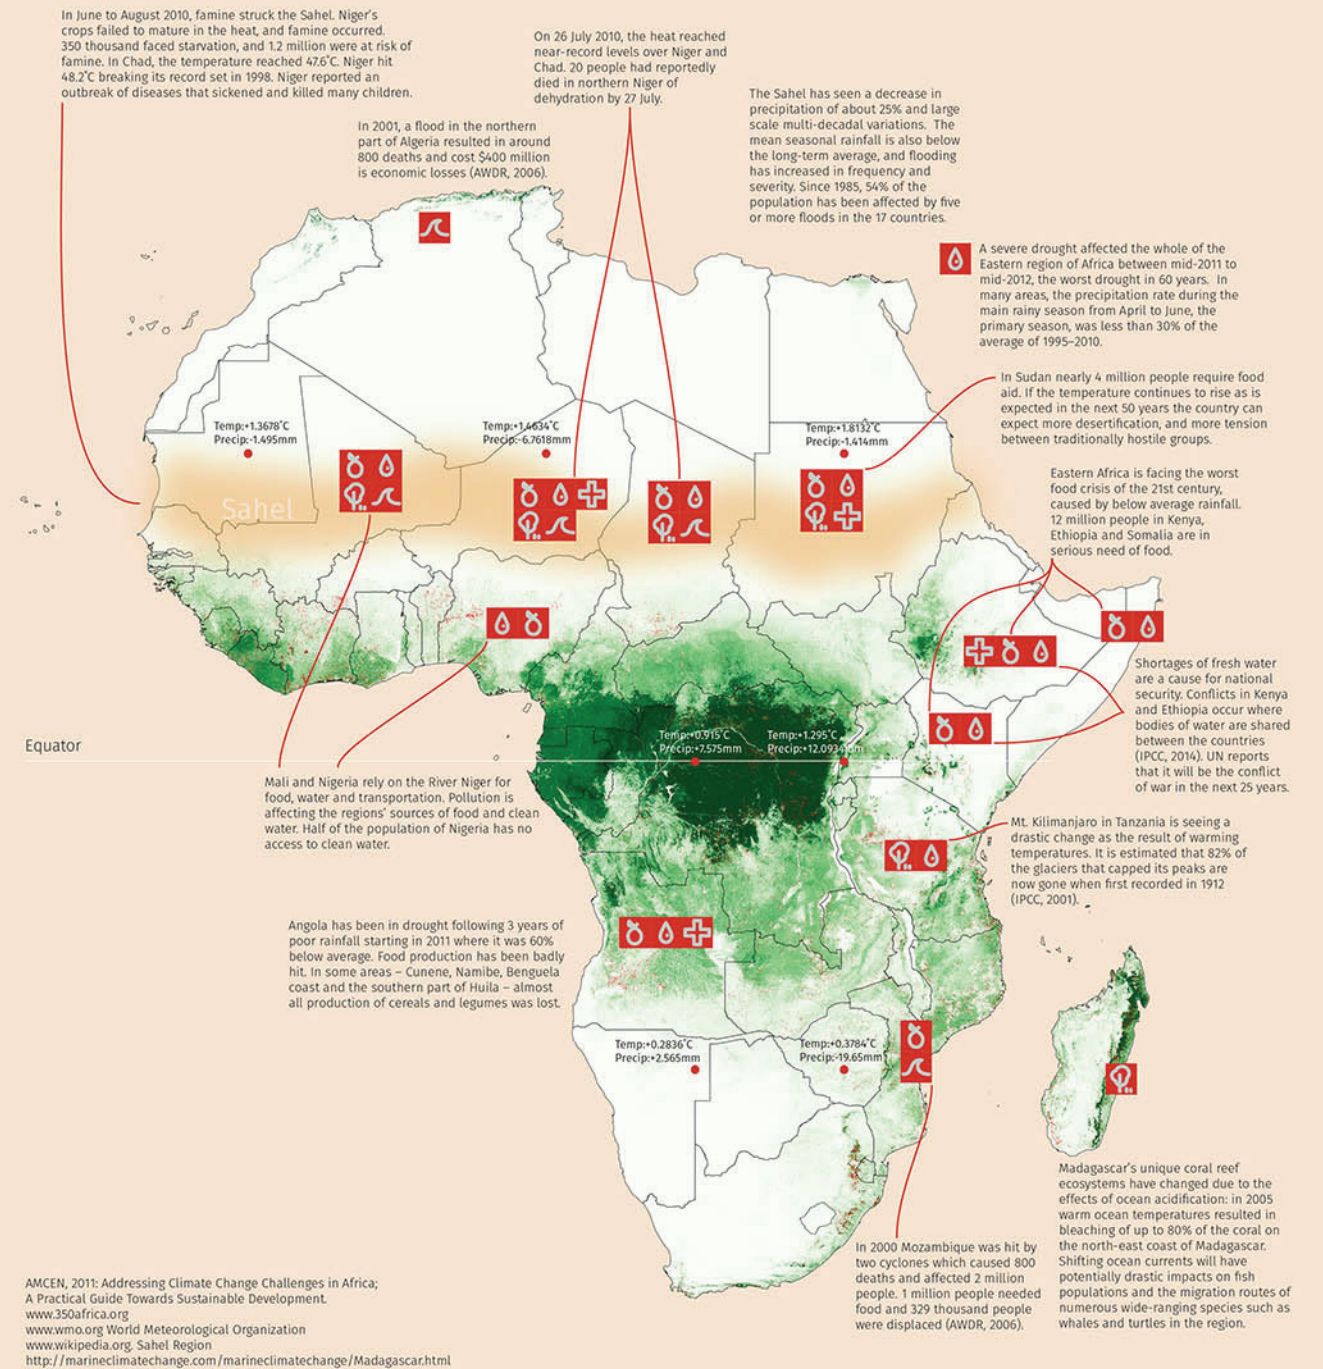 In June to August 2010, famine struck the Sahel. Niger's
crops failed to mature in the heat, and famine occurred.
350 thousand faced starvation, and 1.2 million were at risk of
famine. In Chad, the temperature reached 47.6˚C. Niger hit
48.2˚C breaking its record set in 1998. Niger reported an
outbreak of diseases that sickened and killed many children.
On 26 July 2010, the heat reached
near-record levels over Niger and
Chad. 20 people had reportedly
died in northern Niger of
dehydration by 27 July.
In 2001, a flood in the northern
part of Algeria resulted in around
800 deaths and cost $400 million
is economic losses (AWDR, 2006).
The Sahel has seen a decrease in
precipitation of about 25% and large
scale multi-decadal variations. The
mean seasonal rainfall is also below
the long-term average, and flooding
has increased in frequency and
severity. Since 1985, 54% of the
population has been affected by five
or more floods in the 17 countries.
A severe drought affected the whole of the
Eastern region of Africa between mid-2011 to
mid-2012, the worst drought in 60 years. In
many areas, the precipitation rate during the
main rainy season from April to June, the
primary season, was less than 30% of the
average of 1995–2010.
In Sudan nearly 4 million people require food
aid. If the temperature continues to rise as is
expected in the next 50 years the country can
expect more desertification, and more tension
between traditionally hostile groups.
Temp:+1.3678˚C
Precip:-1.495mm
Temp:+1.4634˚C
Precip:-6.7618mm
Temp:+1.8132˚C
Precip:-1.414mm
Sahel
Eastern Africa is facing the worst
food crisis of the 21st century,
caused by below average rainfall.
12 million people in Kenya,
Ethiopia and Somalia are in
serious need of food.
Shortages of fresh water
are a cause for national
security. Conflicts in Kenya
and Ethiopia occur where
bodies of water are shared
between the countries
(IPCC, 2014). UN reports
that it will be the conflict
of war in the next 25 years.
Equator
Temp:+0.915˚C
Precip:+7.575mm
Temp:+1.295˚C
Precip:+12.0934mm
Mali and Nigeria rely on the River Niger for
food, water and transportation. Pollution is
affecting the regions' sources of food and clean
water. Half of the population of Nigeria has no
access to clean water.
Mt. Kilimanjaro in Tanzania is seeing a
drastic change as the result of warming
temperatures. It is estimated that 82% of
the glaciers that capped its peaks are
now gone when first recorded in 1912
(IPCC, 2001).
Angola has been in drought following 3 years of
poor rainfall starting in 2011 where it was 60%
below average. Food production has been badly
hit. In some areas – Cunene, Namibe, Benguela
coast and the southern part of Huila – almost
all production of cereals and legumes was lost.
Temp:+0.2836˚C
Precip:+2.565mm
Temp:+0.3784˚C
Precip:-19.65mm
Madagascar's unique coral reef
ecosystems have changed due to the
effects of ocean acidification: in 2005
warm ocean temperatures resulted in
bleaching of up to 80% of the coral on
the north-east coast of Madagascar.
Shifting ocean currents will have
potentially drastic impacts on fish
populations and the migration routes of
numerous wide-ranging species such as
whales and turtles in the region.
In 2000 Mozambique was hit by
two cyclones which caused 800
deaths and affected 2 million
people. 1 million people needed
food and 329 thousand people
were displaced (AWDR, 2006).
AMCEN, 2011: Addressing Climate Change Challenges in Africa;
A Practical Guide Towards Sustainable Development.
www.350africa.org
www.wmo.org World Meteorological Organization
www.wikipedia.org. Sahel Region
http://marineclimatechange.com/marineclimatechange/Madagascar.html